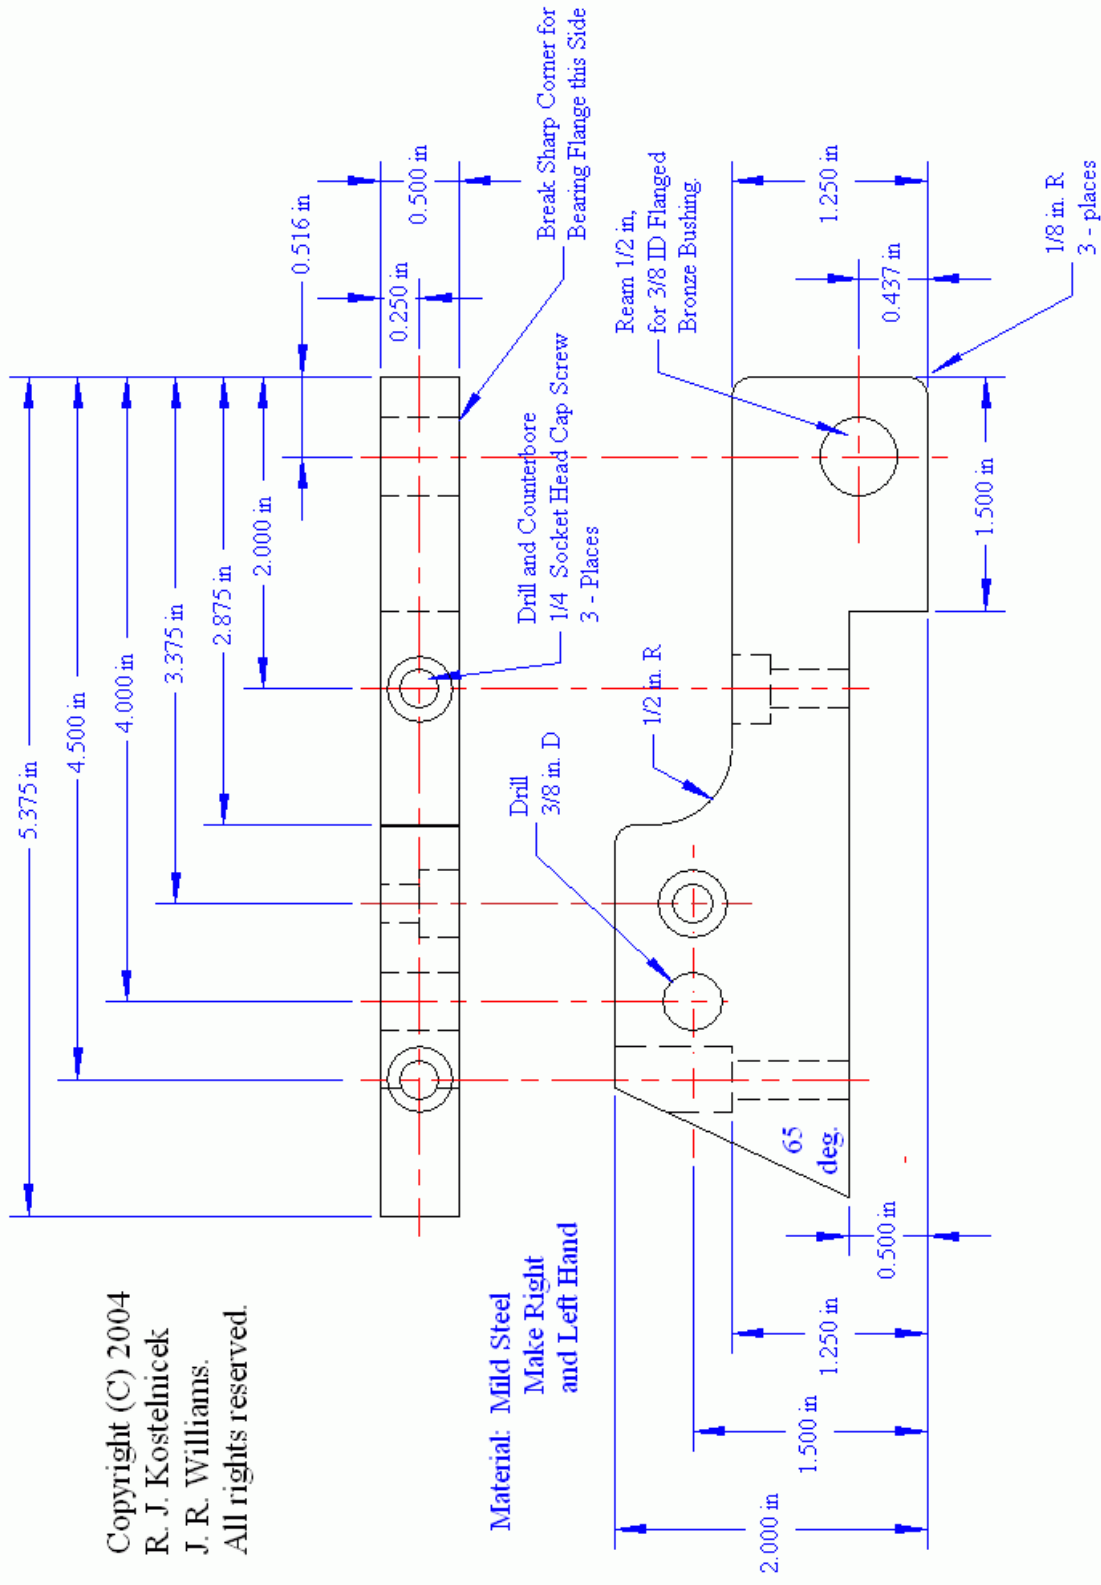 Copyright (C) 2004
R. J. Kostelnicek
J. R. Williams.
All rights reserved.
5.375 in
4.500 in
4.000 in
3.375 in
2.875 in
2.000 in
0.516 in
0.250 in
0.500 in
Break Sharp Corner for
Bearing Flange this Side
Drill and Counterbore
1/4 Socket Head Cap Screw
3 - Places
Material: Mild Steel
Make Right
and Left Hand
Drill
3/8 in. D
1/2 in. R
Ream 1/2 in,
for 3/8 ID Flanged
Bronze Bushing.
1.250 in
0.437 in
1/8 in. R
3 - places
1.500 in
65
deg.
0.500 in
1.250 in
1.500 in
2.000 in